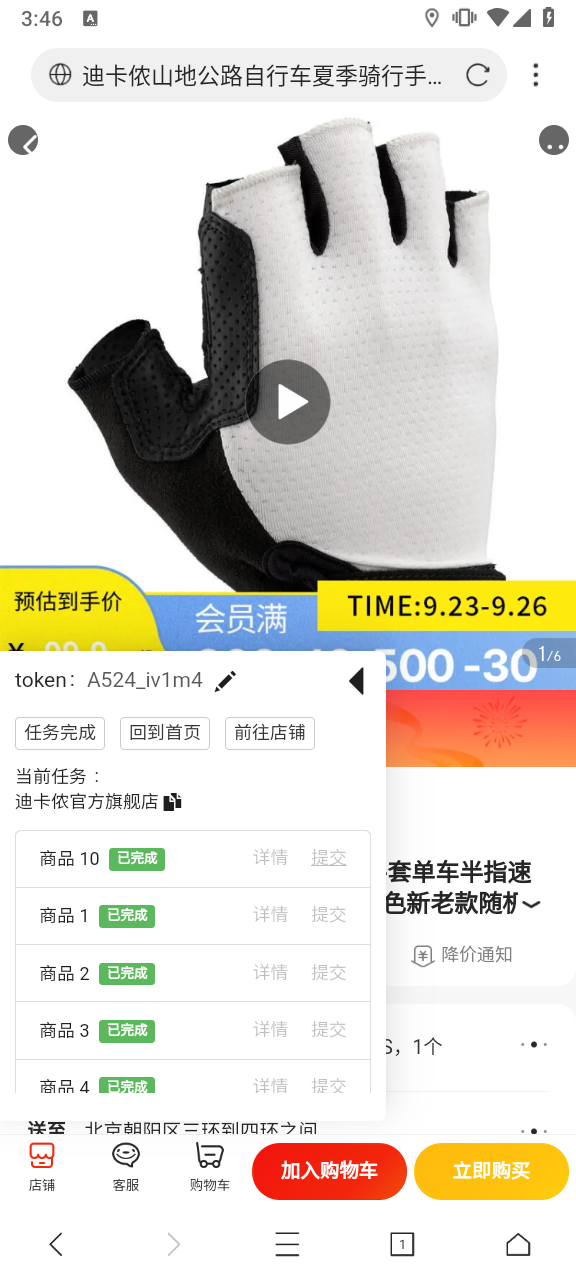 3:46
A
迪卡侬山地公路自行车夏季骑行手...
预估到手价
会员满
TIME:9.23-9.26
500 -30
1/6
token： A524_iv1m4
任务完成
回到首页
前往店铺
当前任务：
迪卡侬官方旗舰店
套单车半指速
色新老款随机
降价通知
商品 10 已完成 详情 提交
商品 1 已完成 详情 提交
商品 2 已完成 详情 提交
商品 3 已完成 详情 提交
S，1个
商品 4 已完成 详情 提交
送至 北京朝阳区三环到四环之间
店铺
客服
购物车
加入购物车
立即购买
1